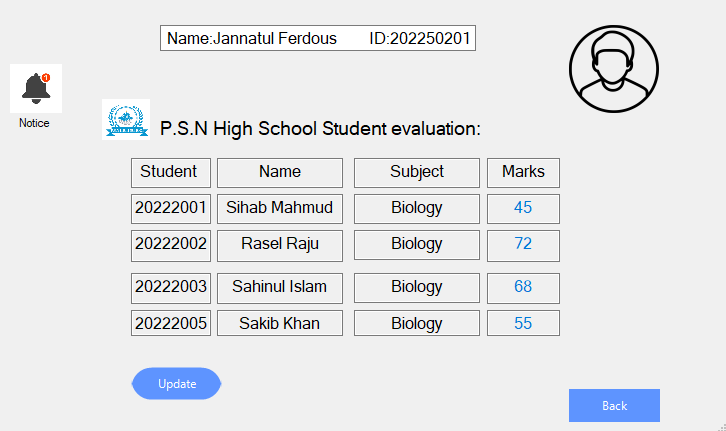 Name:Jannatul Ferdous ID:202250201
1
Notice
P.S.N High School Student evaluation:
Student Name Subject Marks
20222001 Sihab Mahmud Biology 45
20222002 Rasel Raju Biology 72
20222003 Sahinul Islam Biology 68
20222005 Sakib Khan Biology 55
Update
Back